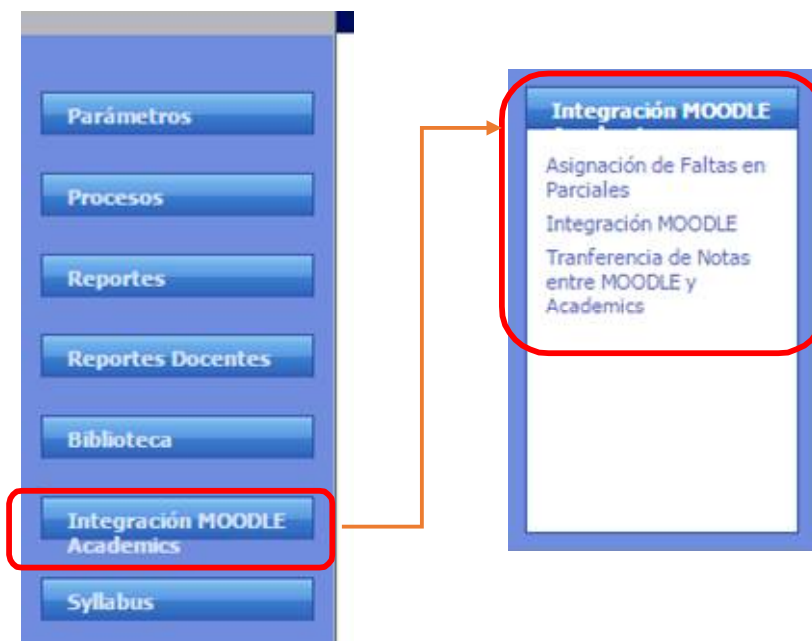 Parámetros
Procesos
Reportes
Reportes Docentes
Biblioteca
Integración MOODLE
Academics
Syllabus
Integración MOODLE
Asignación de Faltas en
Parciales
Integración MOODLE
Tranferencia de Notas
entre MOODLE y
Academics